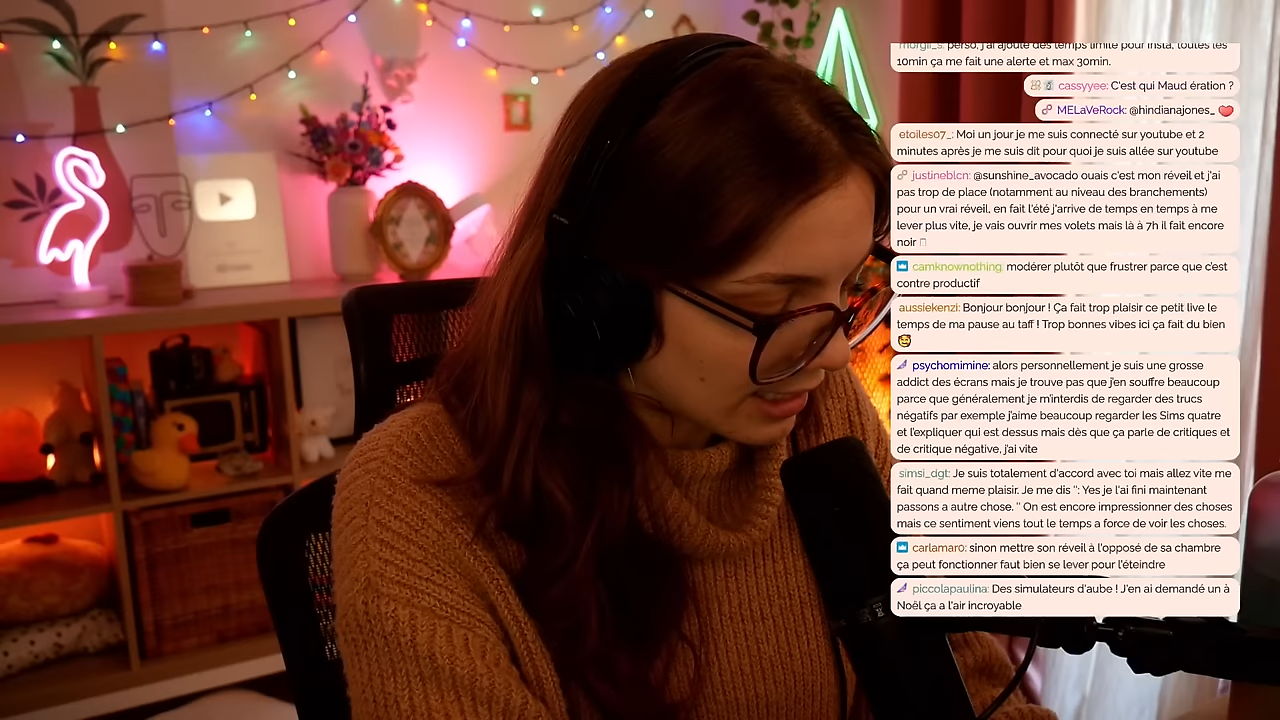 morgil_s: perso, j'ai ajouté des temps limite pour insta, toutes les
10min ça me fait une alerte et max 30min.
cassyyee: C'est qui Maud ération ?
MELaVeRock: @hindianajones_
etoiles07_: Moi un jour je me suis connecté sur youtube et 2
minutes après je me suis dit pour quoi je suis allée sur youtube
justineblcn: @sunshine_avocado ouais c'est mon réveil et j'ai
pas trop de place (notamment au niveau des branchements)
pour un vrai réveil, en fait l'été j'arrive de temps en temps à me
lever plus vite, je vais ouvrir mes volets mais là à 7h il fait encore
noir
camknownothing: modérer plutôt que frustrer parce que c'est
contre productif
aussiekenzi: Bonjour bonjour ! Ça fait trop plaisir ce petit live le
temps de ma pause au taff ! Trop bonnes vibes ici ça fait du bien
psychomimine: alors personnellement je suis une grosse
addict des écrans mais je trouve pas que j'en souffre beaucoup
parce que généralement je m'interdis de regarder des trucs
négatifs par exemple j'aime beaucoup regarder les Sims quatre
et l'expliquer qui est dessus mais dès que ça parle de critiques et
de critique négative, j'ai vite
simsi_dgt: Je suis totalement d'accord avec toi mais allez vite me
fait quand meme plaisir. Je me dis ": Yes je l'ai fini maintenant
passons a autre chose. " On est encore impressionner des choses
mais ce sentiment viens tout le temps a force de voir les choses.
carlamar0: sinon mettre son réveil à l'opposé de sa chambre
ça peut fonctionner faut bien se lever pour l'éteindre
piccolapaulina: Des simulateurs d'aube ! J'en ai demandé un à
Noël ça a l'air incroyable